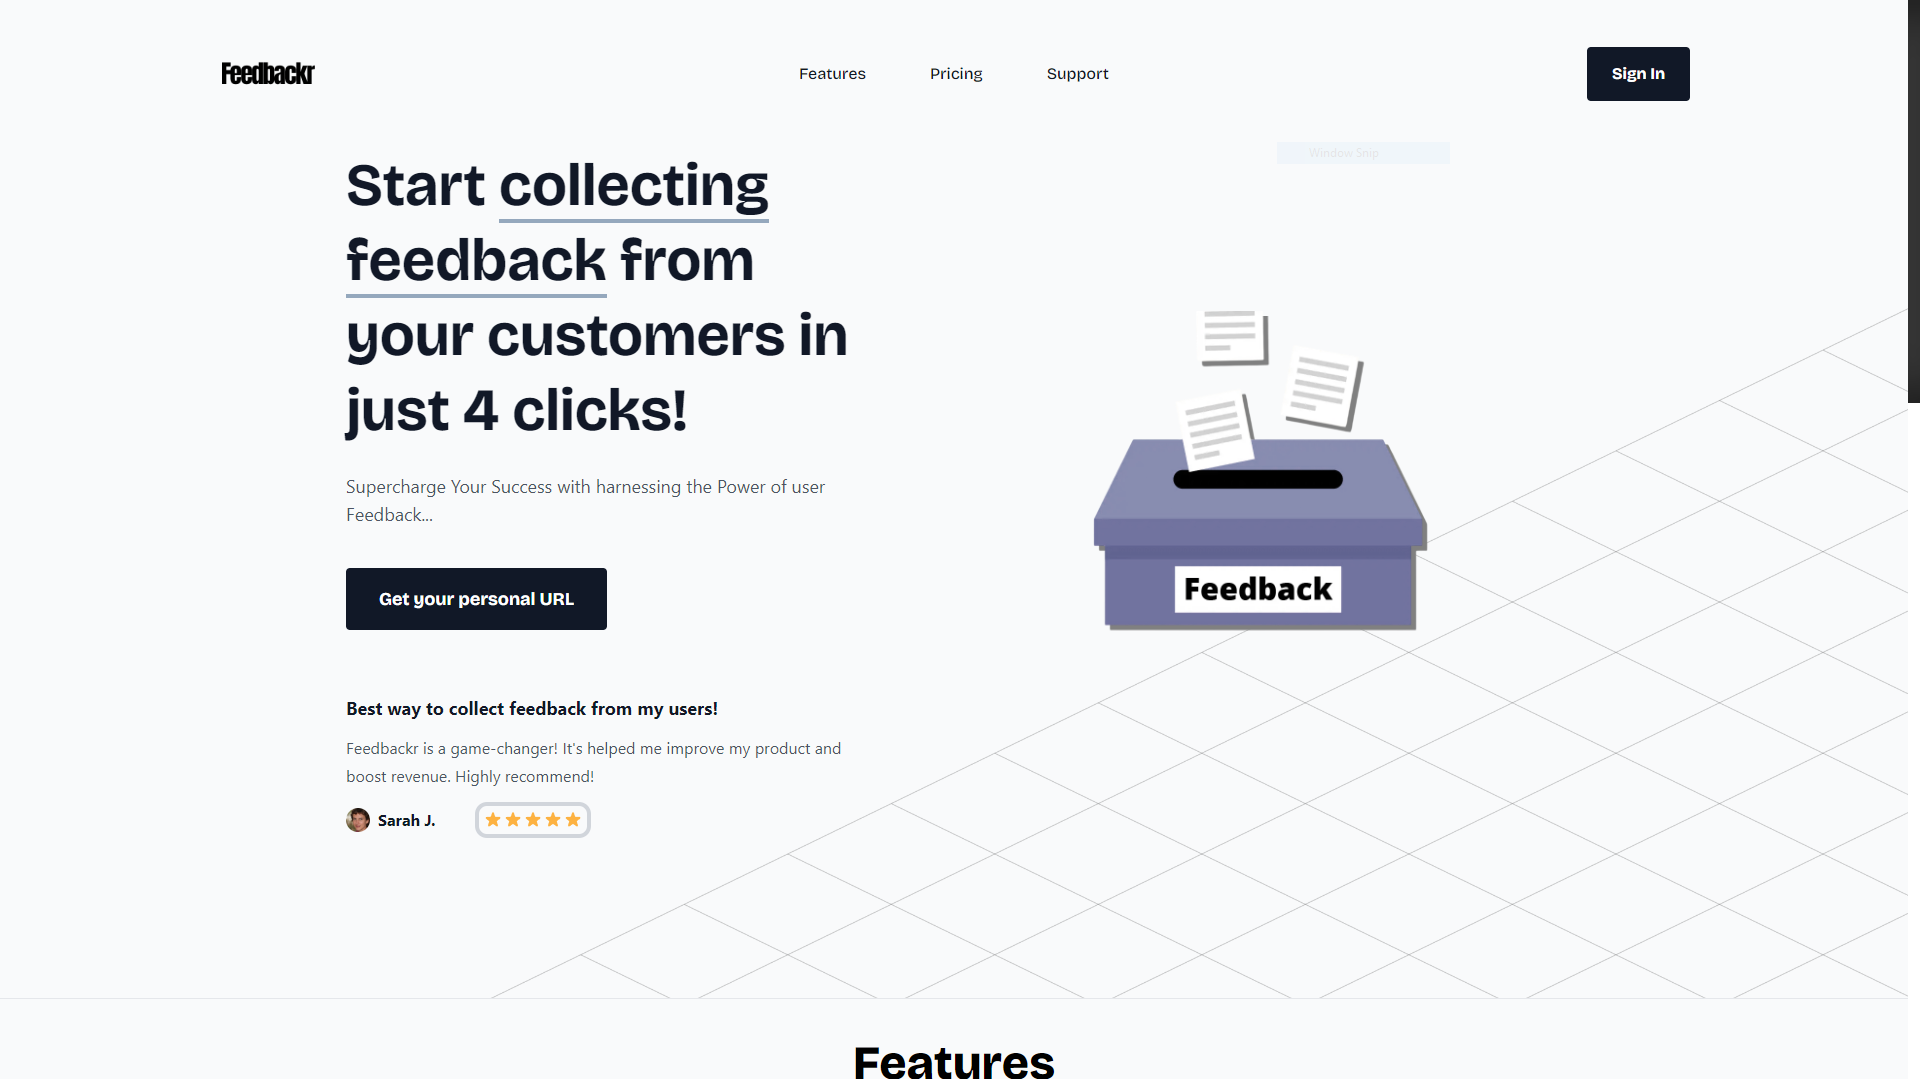 Feedbackr
Features
Pricing
Support
Sign In
Window Snip
Start collecting
feedback from
your customers in
just 4 clicks!
Supercharge Your Success with harnessing the Power of user
Feedback...
Get your personal URL
Feedback
Best way to collect feedback from my users!
Feedbackr is a game-changer! It's helped me improve my product and
boost revenue. Highly recommend!
Sarah J.
Features